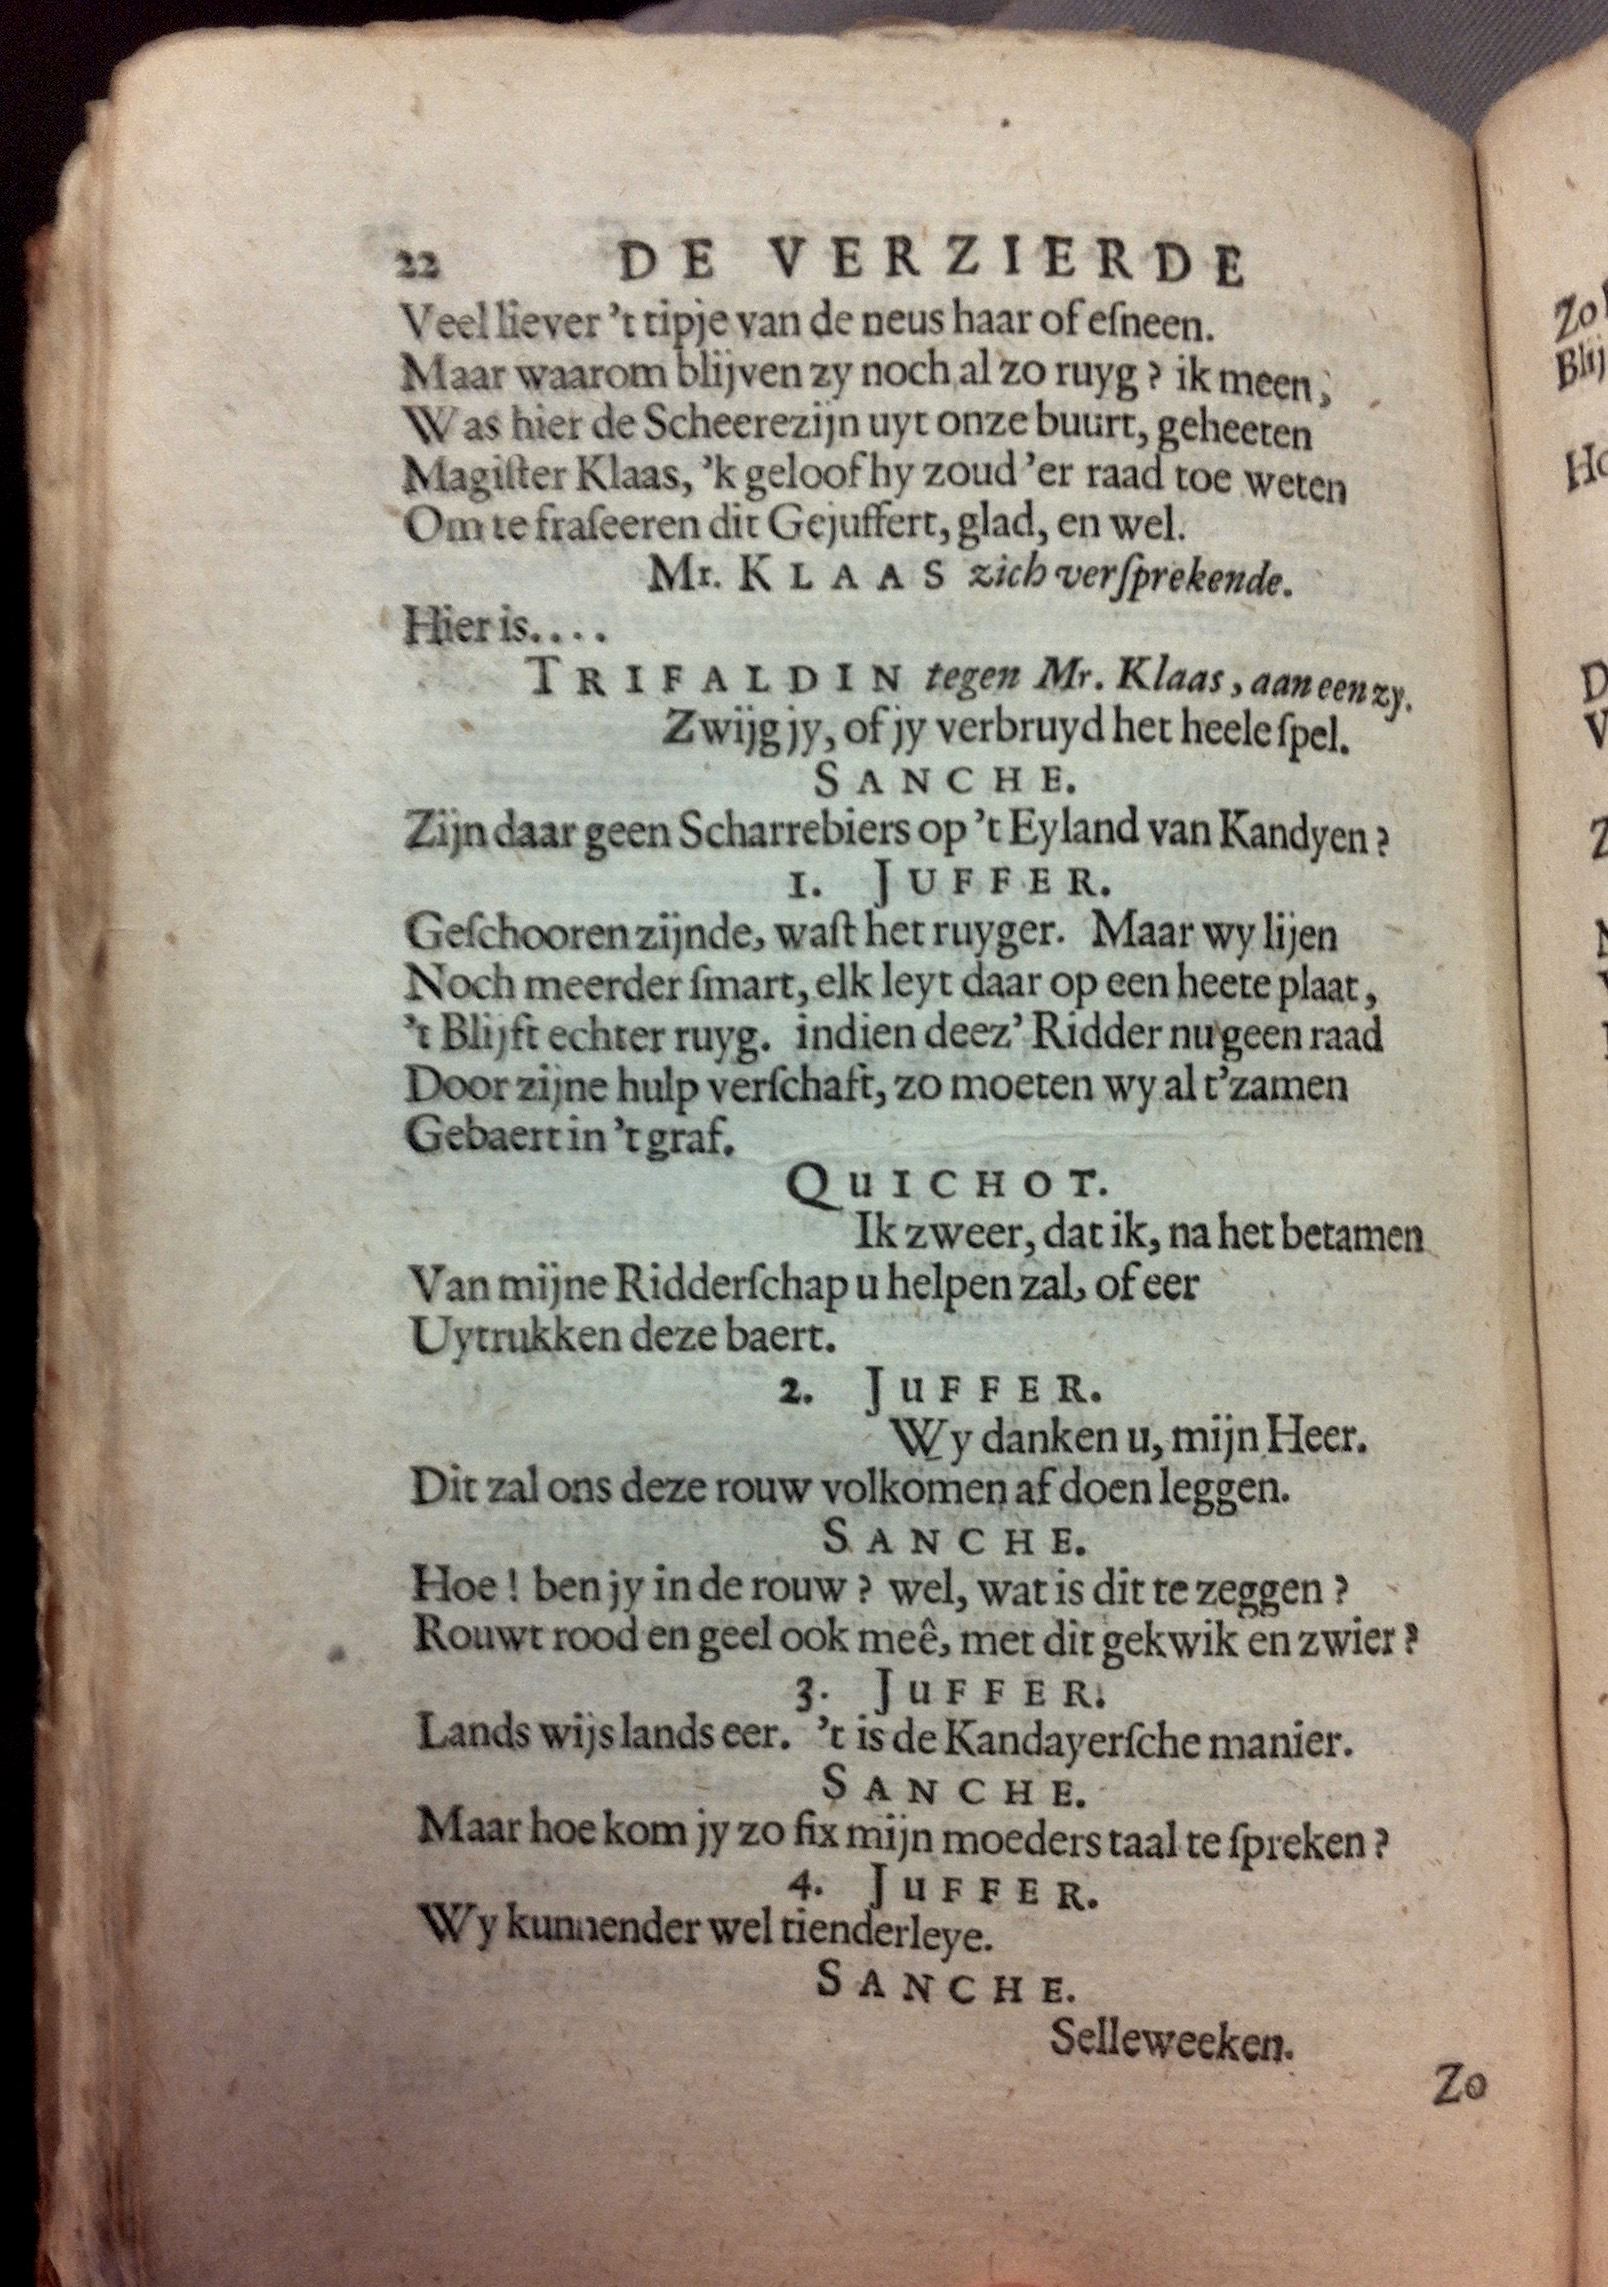 22 DE VERZIERDE
Veel liever 't tipje van de neus haar of eſneen.
Maar waarom blijven zy noch al zo ruyg? ik meen,
Was hier de Scheerezijn uyt onze buurt, geheeten
Magiſter Klaas, 'k geloof hy zoud 'er raad toe weten
Om te fraſeeren dit Gejuffert, glad, en wel.
Mr. KLAAS zich verſprekende.
Hier is....
TRIFALDIN tegen Mr. Klaas, aan een zy.
Zwijg jy, of jy verbruyd het heele ſpel.
SANCHE.
Zijn daar geen Scharrebiers op 't Eyland van Kandyen?
1. JUFFER.
Geſchooren zijnde, waſt het ruyger. Maar wy lijen
Noch meerder ſmart, elk leyt daar op een heete plaat,
't Blijft echter ruyg. indien deez' Ridder nu geen raad
Door zijne hulp verſchaft, zo moeten wy al t'zamen
Gebaert in 't graf.
QUICHOT.
Ik zweer, dat ik, na het betamen
Van mijne Ridderſchap u helpen zal, of eer
Uytrukken deze baert.
2. JUFFER.
Wy danken u, mijn Heer.
Dit zal ons deze rouw volkomen af doen leggen.
SANCHE.
Hoe! ben jy in de rouw? wel, wat is dit te zeggen?
Rouwt rood en geel ook meê, met dit gekwik en zwier?
3. JUFFER.
Lands wijs lands eer. 't is de Kandayerſche manier.
SANCHE.
Maar hoe kom jy zo fix mijn moeders taal te ſpreken?
4. JUFFER.
Wy kunnender wel tienderleye.
SANCHE.
Selleweeken.
Zo